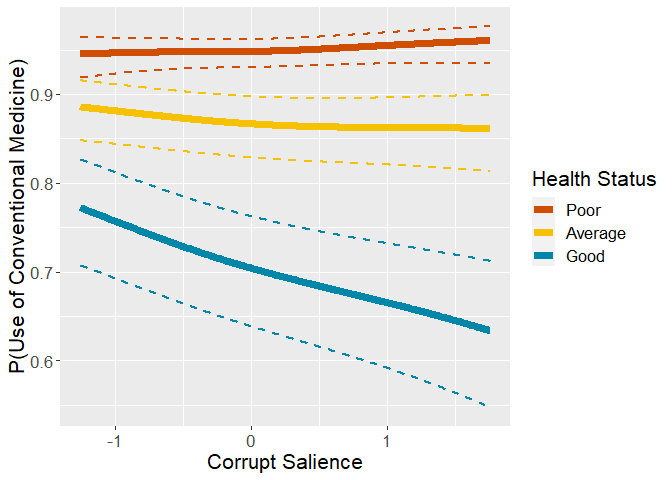 P(Use of Conventional Medicine)
0.9
0.8
0.7
0.6
-1
0
1
Corrupt Salience
Health Status
Poor
Average
Good